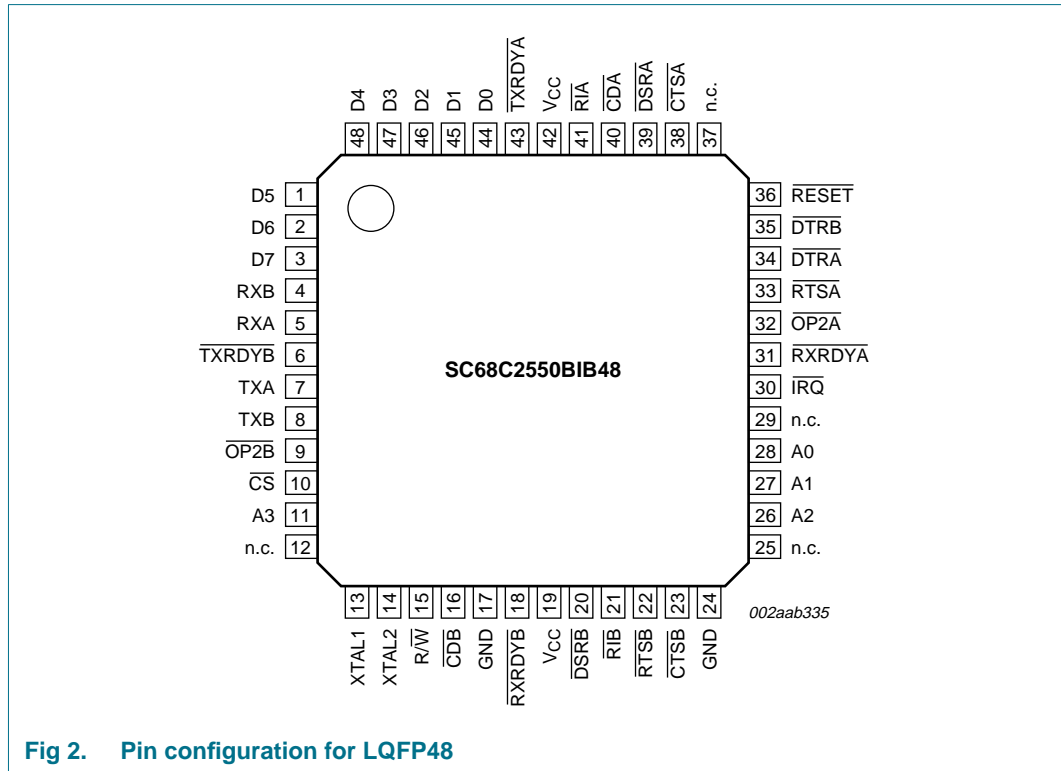 D4
D3
D2
D1
D0
TXRDYA
VCC
RIA
CDA
DSRA
CTSA
n.c.
48
47
46
45
44
43
42
41
40
39
38
37
D5 1
D6 2
D7 3
RXB 4
RXA 5
TXRDYB 6
TXA 7
TXB 8
OP2B 9
CS 10
A3 11
n.c. 12
SC68C2550BIB48
36 RESET
35 DTRB
34 DTRA
33 RTSA
32 OP2A
31 RXRDYA
30 IRQ
29 n.c.
28 A0
27 A1
26 A2
25 n.c.
13
14
15
16
17
18
19
20
21
22
23
24
XTAL1
XTAL2
R/W
CDB
GND
RXRDYB
VCC
DSRB
RIB
RTSB
CTSB
GND
002aab335
Fig 2. Pin configuration for LQFP48